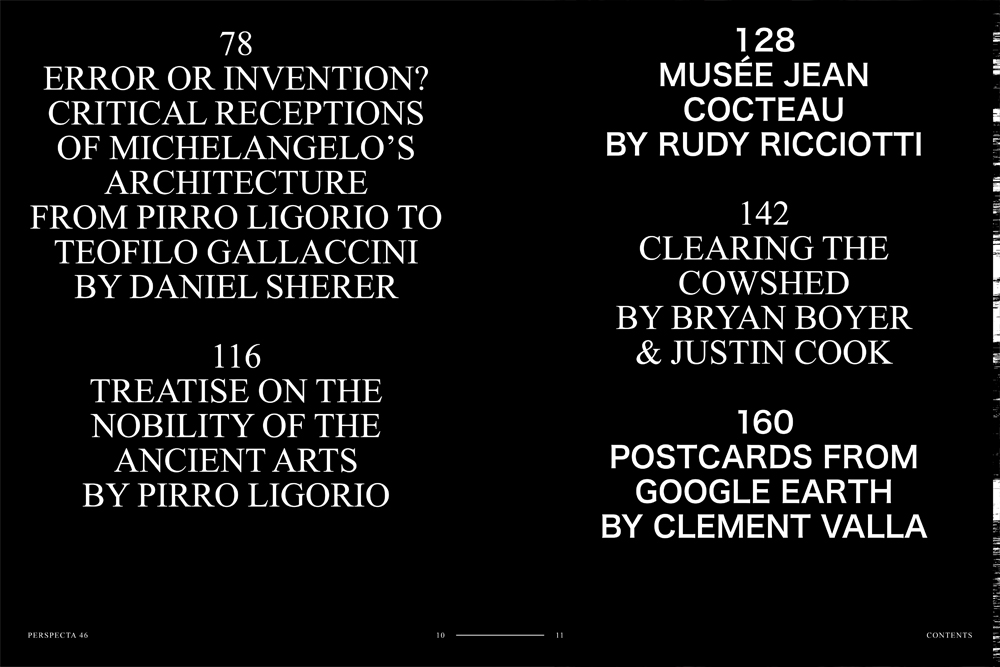 78
ERROR OR INVENTION?
CRITICAL RECEPTIONS
OF MICHELANGELO’S
ARCHITECTURE
FROM PIRRO LIGORIO TO
TEOFILO GALLACCINI
BY DANIEL SHERER
116
TREATISE ON THE
NOBILITY OF THE
ANCIENT ARTS
BY PIRRO LIGORIO
128
MUSÉE JEAN
COCTEAU
BY RUDY RICCIOTTI
142
CLEARING THE
COWSHED
BY BRYAN BOYER
& JUSTIN COOK
160
POSTCARDS FROM
GOOGLE EARTH
BY CLEMENT VALLA
PERSPECTA 46
10
11
CONTENTS